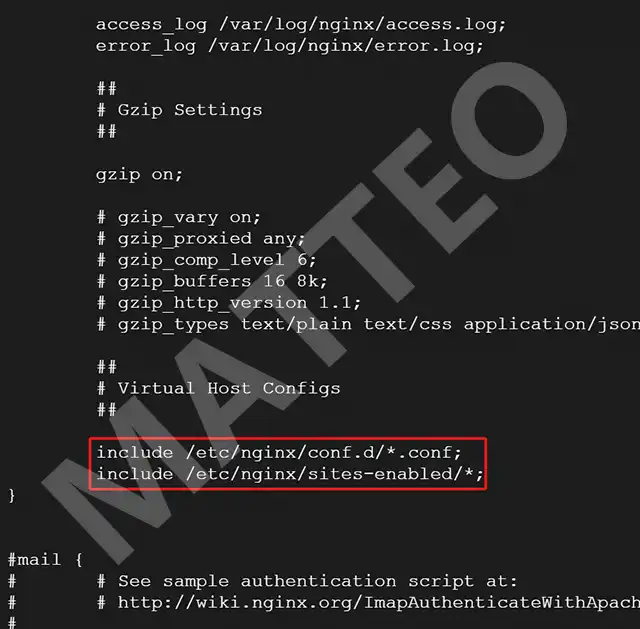 access_log /var/log/nginx/access.log;
error_log /var/log/nginx/error.log;
##
# Gzip Settings
##
gzip on;
# gzip_vary on;
# gzip_proxied any;
# gzip_comp_level 6;
# gzip_buffers 16 8k;
# gzip_http_version 1.1;
# gzip_types text/plain text/css application/json
##
# Virtual Host Configs
##
include /etc/nginx/conf.d/*.conf;
include /etc/nginx/sites-enabled/*;
}
#mail {
# # See sample authentication script at:
# # http://wiki.nginx.org/ImapAuthenticateWithApach
#
MATTEO